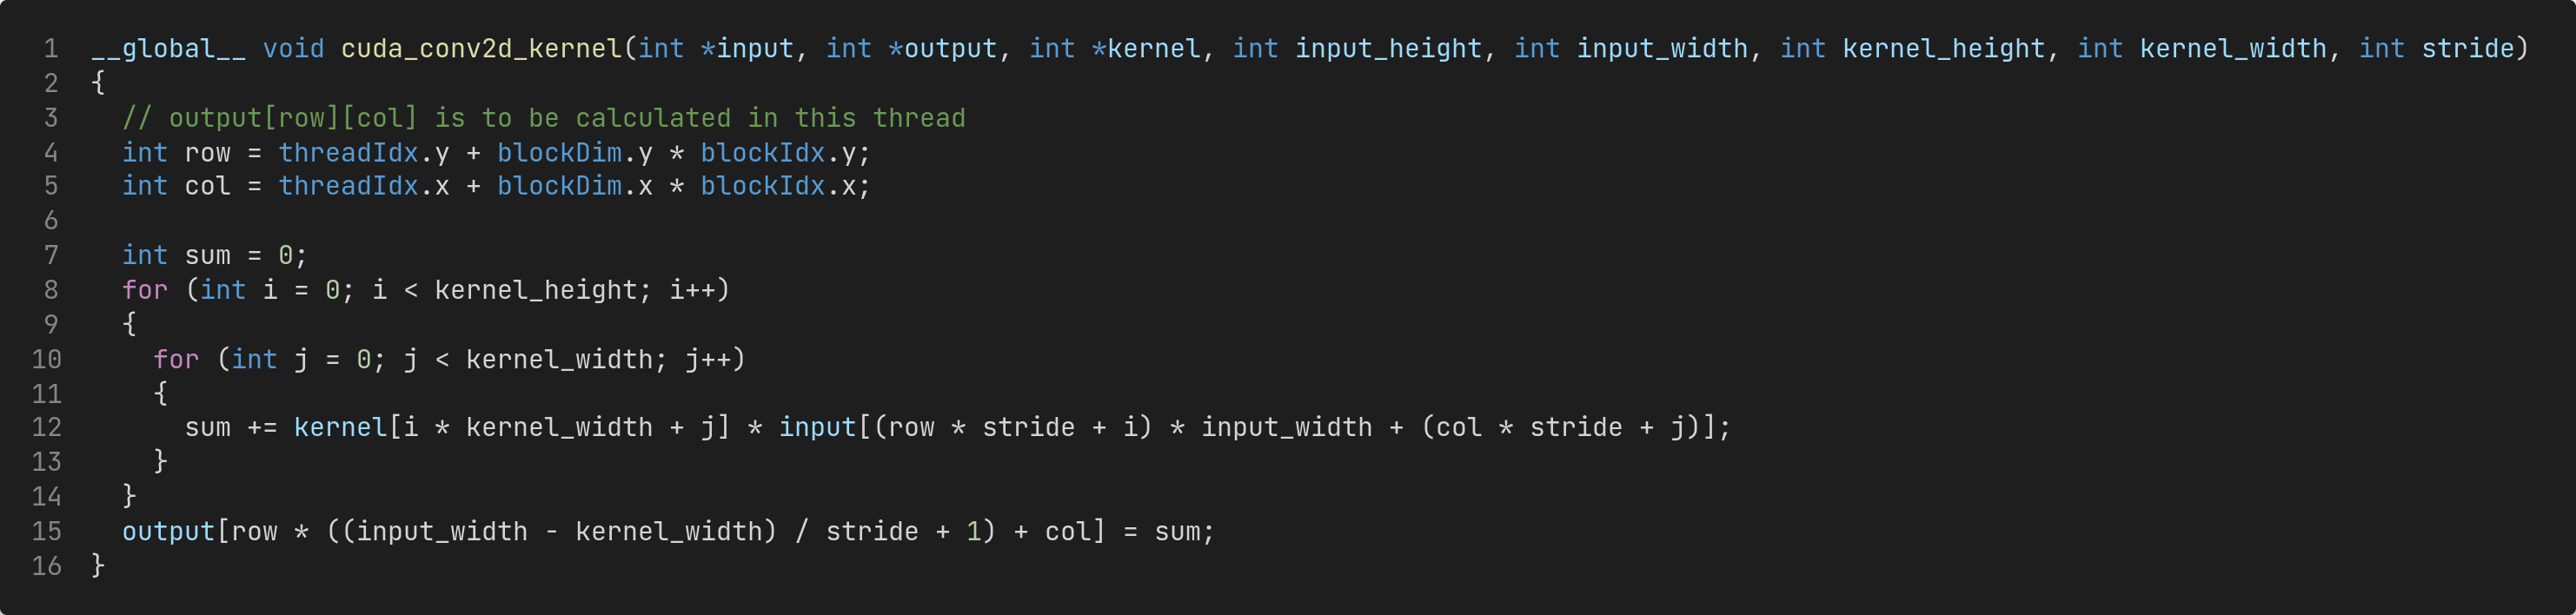 1 __global__ void cuda_conv2d_kernel(int *input, int *output, int *kernel, int input_height, int input_width, int kernel_height, int kernel_width, int stride)
2 {
3   // output[row][col] is to be calculated in this thread
4   int row = threadIdx.y + blockDim.y * blockIdx.y;
5   int col = threadIdx.x + blockDim.x * blockIdx.x;
6
7   int sum = 0;
8   for (int i = 0; i < kernel_height; i++)
9   {
10     for (int j = 0; j < kernel_width; j++)
11     {
12       sum += kernel[i * kernel_width + j] * input[(row * stride + i) * input_width + (col * stride + j)];
13     }
14   }
15   output[row * ((input_width - kernel_width) / stride + 1) + col] = sum;
16 }